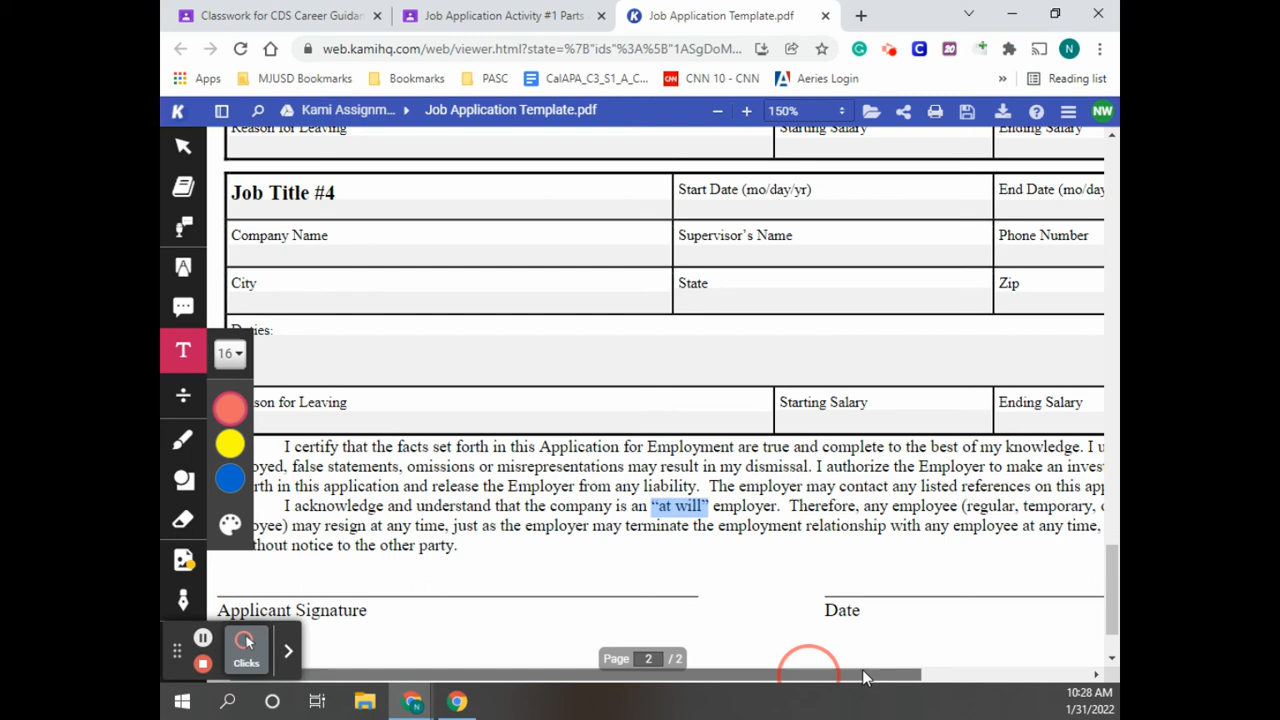 Classwork for CDS Career Guidan
Job Application Activity #1 Parts
Job Application Template.pdf
web.kamihq.com/web/viewer.html?state=%7B"ids"%3A%5B"1ASgDoM...
N
Apps
MJUSD Bookmarks
Bookmarks
PASC
CalAPA_C3_S1_A_C...
CNN 10 - CNN
Aeries Login
»
Reading list
K
Kami Assignm...
Job Application Template.pdf
150%
NW
Reason for Leaving
Starting Salary
Ending Salary
Job Title #4
Start Date (mo/day/yr)
End Date (mo/day
Company Name
Supervisor's Name
Phone Number
City
State
Zip
Duties:
T
16
son for Leaving
Starting Salary
Ending Salary
I certify that the facts set forth in this Application for Employment are true and complete to the best of my knowledge. I u
oyed, false statements, omissions or misrepresentations may result in my dismissal. I authorize the Employer to make an inves
rth in this application and release the Employer from any liability. The employer may contact any listed references on this app
I acknowledge and understand that the company is an “at will” employer. Therefore, any employee (regular, temporary, o
oyee) may resign at any time, just as the employer may terminate the employment relationship with any employee at any time,
thout notice to the other party.
Applicant Signature
Date
Clicks
Page 2 / 2
10:28 AM
1/31/2022